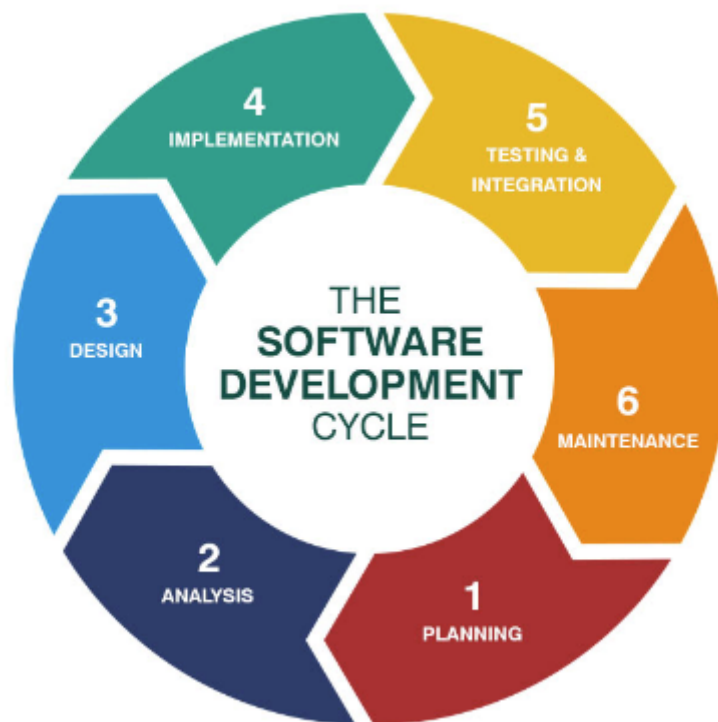 THE
SOFTWARE
DEVELOPMENT
CYCLE
1
PLANNING
2
ANALYSIS
3
DESIGN
4
IMPLEMENTATION
5
TESTING &
INTEGRATION
6
MAINTENANCE